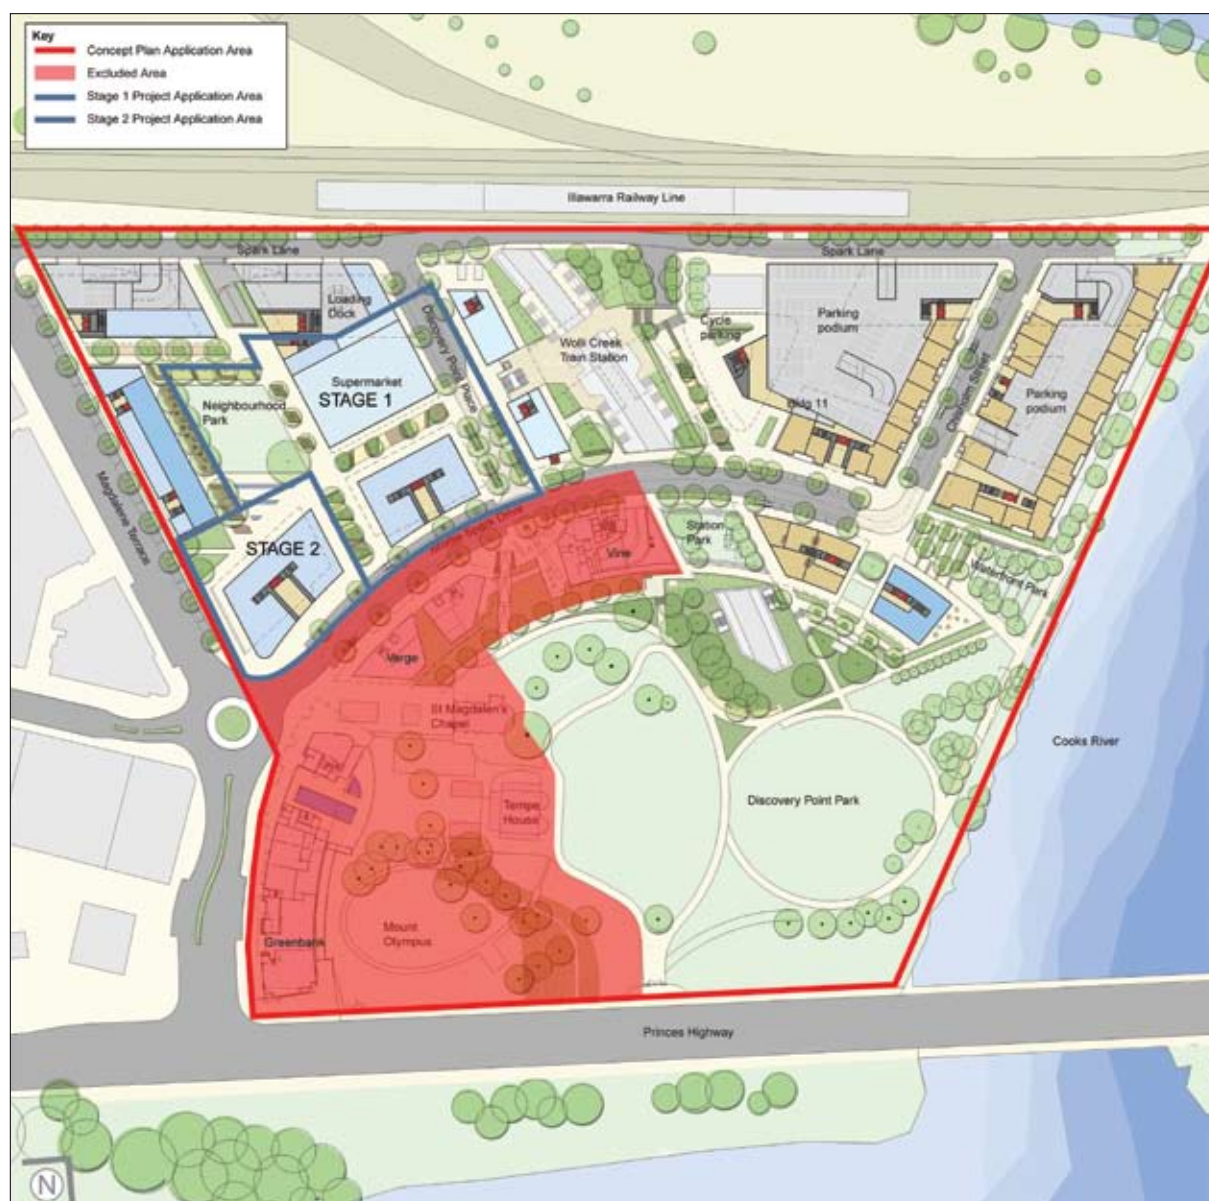 Key
Concept Plan Application Area
Excluded Area
Stage 1 Project Application Area
Stage 2 Project Application Area
Illawarra Railway Line
Spark Lane
Spark Lane
Loading
Dock
Discovery Point Place
Wolli Creek
Train Station
Cycle
parking
Parking
podium
Chisholm Street
Parking
podium
Supermarket
STAGE 1
Neighbourhood
Park
Bldg 11
Magdalene Terrace
STAGE 2
Vine
Station
Park
Waterfront Park
Verge
St Magdalen's
Chapel
Cooks River
Tempe
House
Discovery Point Park
Mount
Olympus
Greenbank
Princes Highway
N